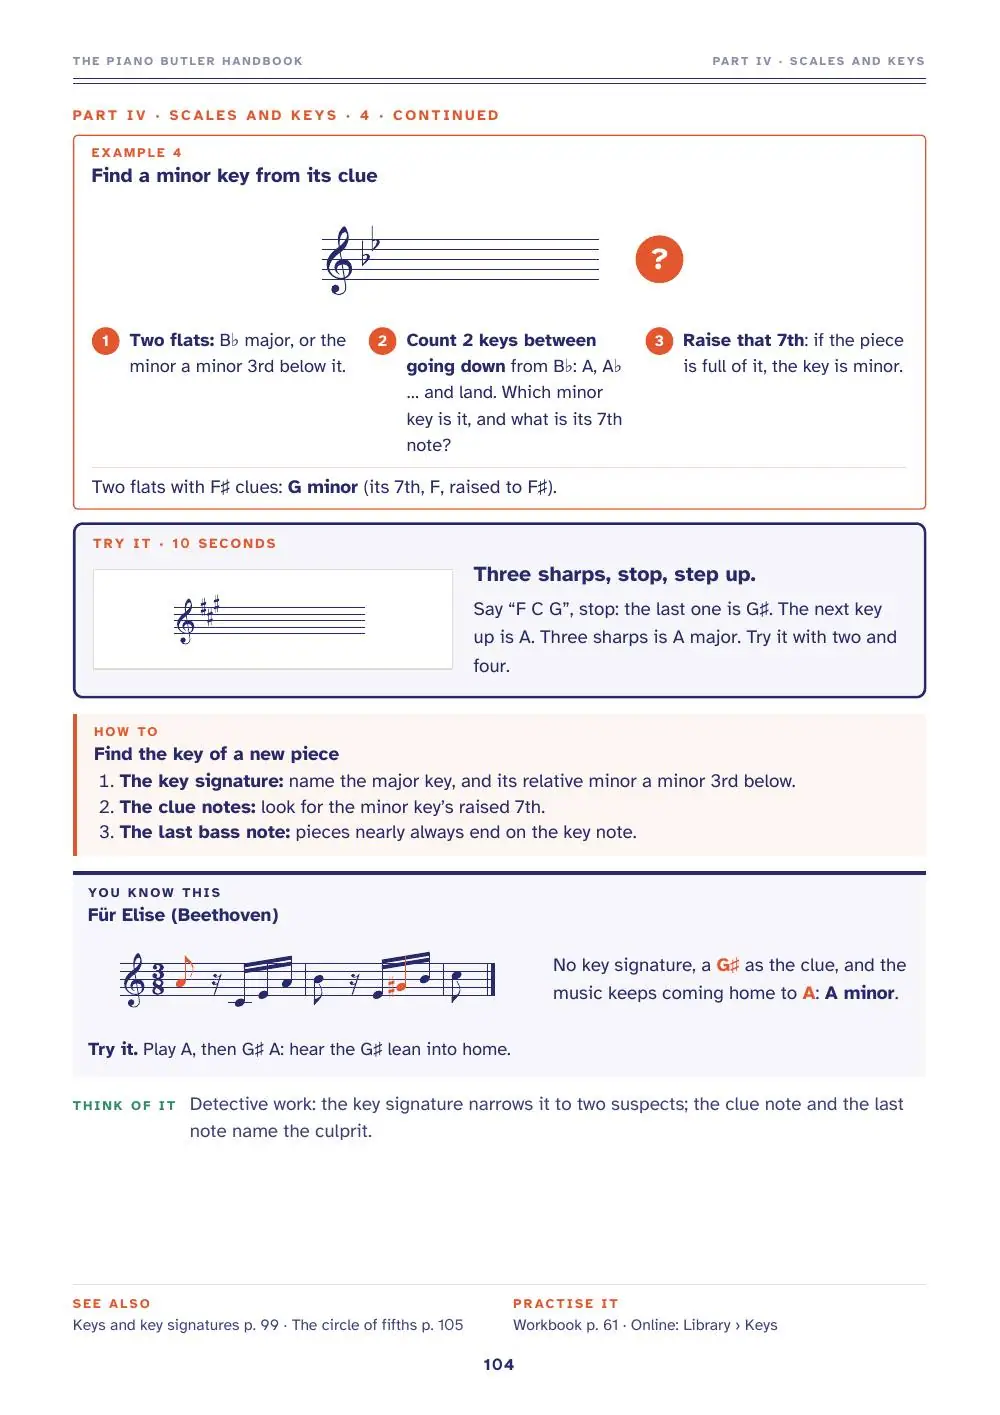 THE PIANO BUTLER HANDBOOK
PART IV · SCALES AND KEYS
PART IV · SCALES AND KEYS · 4 · CONTINUED
EXAMPLE 4
Find a minor key from its clue
?
1 Two flats: B♭ major, or the
minor a minor 3rd below it.
2 Count 2 keys between
going down from B♭: A, A♭
... and land. Which minor
key is it, and what is its 7th
note?
3 Raise that 7th: if the piece
is full of it, the key is minor.
Two flats with F♯ clues: G minor (its 7th, F, raised to F♯).
TRY IT · 10 SECONDS
Three sharps, stop, step up.
Say “F C G”, stop: the last one is G♯. The next key
up is A. Three sharps is A major. Try it with two and
four.
HOW TO
Find the key of a new piece
1. The key signature: name the major key, and its relative minor a minor 3rd below.
2. The clue notes: look for the minor key’s raised 7th.
3. The last bass note: pieces nearly always end on the key note.
YOU KNOW THIS
Für Elise (Beethoven)
3
8
No key signature, a G♯ as the clue, and the
music keeps coming home to A: A minor.
Try it. Play A, then G♯ A: hear the G♯ lean into home.
THINK OF IT Detective work: the key signature narrows it to two suspects; the clue note and the last
note name the culprit.
SEE ALSO
Keys and key signatures p. 99 · The circle of fifths p. 105
PRACTISE IT
Workbook p. 61 · Online: Library › Keys
104